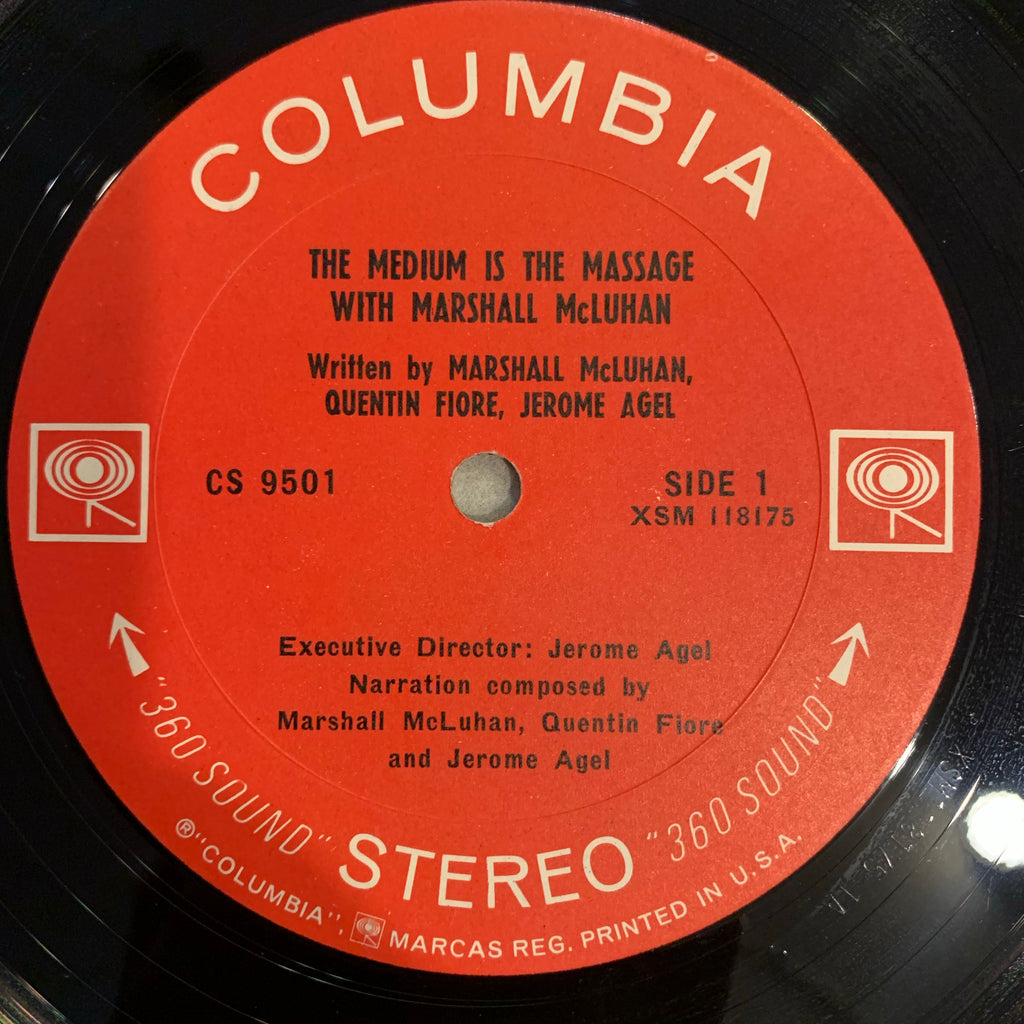 COLUMBIA
THE MEDIUM IS THE MASSAGE
WITH MARSHALL McLUHAN
Written by MARSHALL McLUHAN,
QUENTIN FIORE, JEROME AGEL
CS 9501
SIDE 1
XSM 118175
Executive Director: Jerome Agel
Narration composed by
Marshall McLuhan, Quentin Fiore
and Jerome Agel
"360 SOUND" STEREO "360 SOUND"
®"COLUMBIA", MARCAS REG. PRINTED IN U.S.A.